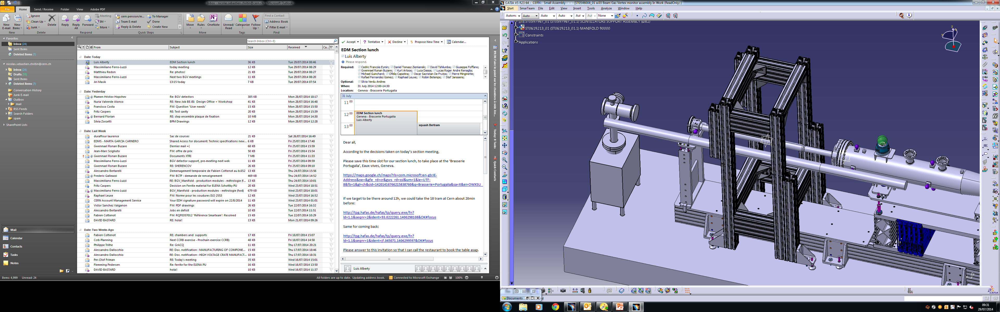 Inbox - nicolas.sebastien.chritin@cern.ch - Microsoft Outlook
File Home Send / Receive Folder View Adobe PDF
New E-mail
New Items
New
Ignore
Clean Up
Junk
Delete
Delete
Reply
Reply All
Forward
Meeting
IM
More
Respond
cern pension/m...
Team E-mail
Reply & Delete
To Manager
Done
Create New
Quick Steps
Move
Rules
OneNote
Move
Unread/ Read
Categorize
Follow Up
Tags
Find a Contact
Address Book
Filter E-mail
Find
Favorites
Inbox (24)
Sent Items
Deleted Items (7)
nicolas.sebastien.chritin@cern.ch
Inbox (24)
Drafts [55]
Sent Items
Deleted Items (7)
Conversation History
Junk E-mail
Outbox
mail
RSS Feeds
Search Folders
spam
SharePoint Lists
Mail
Calendar
Contacts
Tasks
Notes
Search Inbox (Ctrl+E)
From Subject Size Received Ca...
Date: Today
Luis Alberty EDM Section lunch 36 KB Tue 29/07/2014 08:46
Massimiliano Ferro-Luzzi today meeting 12 KB Tue 29/07/2014 08:29
Matthieu Redon Re: photos! 21 KB Tue 29/07/2014 08:27
Massimiliano Ferro-Luzzi Next two BGV meetings 11 KB Tue 29/07/2014 08:20
Jiri Masik 13:15 today 7 KB Tue 29/07/2014 07:54
Date: Yesterday
Plamen Hristov Hopchev Re: BGV detectors 385 KB Mon 28/07/2014 18:17
Nuria Valverde Alonso RE: New Job BE-BI: Design Office + Workshop 41 KB Mon 28/07/2014 16:48
Francisco Costa FW: Question "User needs" 15 KB Mon 28/07/2014 15:50
Fritz Caspers RE: Test cavity 20 KB Mon 28/07/2014 15:39
Bernard Florian RE: step ensemble plaque de fixation 10 MB Mon 28/07/2014 14:30
Silvia Zorzetti BPM Drawings 12 KB Mon 28/07/2014 12:28
Date: Last Week
duraffour laurence Sac de courses 21 KB Sat 26/07/2014 16:49
EDMS - MARTA GARCIA CARNERO Shared Access for document: Technic specifications new... 6 KB Fri 25/07/2014 17:48
Gwennael Ronan Buzare Dernier mail =( 68 KB Fri 25/07/2014 15:59
Jean-Marc Scigliuto FW: offre de prix 50 KB Fri 25/07/2014 15:54
Gwennael Ronan Buzare Documents XTRI 7 MB Fri 25/07/2014 11:33
Massimiliano Ferro-Luzzi BGV detector support, pre-meeting next wek 11 KB Fri 25/07/2014 09:59
Gwennael Ronan Buzare RE: SHERENCOV 26 KB Fri 25/07/2014 09:10
Alessandro Bertarelli Demenagement temporaire de Fabien Cottenot au b.652 13 KB Thu 24/07/2014 15:56
Frederic Galleazzi FW: BCTF : demande de renseignement 469 KB Thu 24/07/2014 14:52
Massimiliano Ferro-Luzzi RE: BGV_Manifold - production modules - métrologie (f... 13 KB Thu 24/07/2014 10:01
Fritz Caspers Decision on Ferrite material for ELENA Schottky PU 20 KB Wed 23/07/2014 18:51
Massimiliano Ferro-Luzzi BGV_Manifold - production modules - métrologie (fwd) 679 KB Wed 23/07/2014 18:01
Raphael Leuxe FW: Norme pour les soudures ISO 2553 12 KB Wed 23/07/2014 16:52
CERN Account Management Service Your EDH signature password will expire on 22/8/2014 11 KB Wed 23/07/2014 01:01
Victor Sanchez Valganon FW: PDF drawings 26 KB Tue 22/07/2014 16:32
Alessandro Bertarelli Jobs en deficit 10 KB Tue 22/07/2014 11:51
Fabien Cottenot FW: RQF0357012 "Référence Smarteam": Resolved 15 KB Tue 22/07/2014 10:29
DAVID BASTARD RE: hola!! 13 KB Mon 21/07/2014 09:26
Date: Two Weeks Ago
Fabien Cottenot RE: chambers and supports 17 KB Fri 18/07/2014 15:07
Ccrb Planning Next CCRB exercise - Prochain exercice CCRB) 48 KB Fri 18/07/2014 14:58
Philippe Trilhe Re: GrACQ 11 KB Thu 17/07/2014 20:21
Alessandro Dallocchio RE: Doc. notification : MANUFACTURING OF COMPONE... 15 KB Thu 17/07/2014 18:46
Alessandro Dallocchio RE: Doc. notification : HIGH VOLTAGE CRATE MANUFACT... 18 KB Thu 17/07/2014 18:31
Per-Olof Friman RE: Today's meeting 35 KB Wed 16/07/2014 15:01
Flemming Pedersen Re: ferrite for the ELENA PU 16 KB Wed 16/07/2014 13:50
DAVID BASTARD hola!! 10 KB Wed 16/07/2014 11:37
Accept Tentative Decline Propose New Time Calendar...
EDM Section lunch
Luis Alberty
Please respond.
Required: Cedric Francois Eymin; Daniel Tomasz Ziemianski; David Tshilumba; Giuseppe Foffano;
Gwennael Ronan Buzare; Kurt Artoos; Luca Dassa; Lucas Roger Andre Renaglia;
Michael Guinchard; Ofelia Capatina; Oscar Sacristan De Frutos; Pierre Minginette;
Rafael Fernandez Gomez; Raphael Leuxe; Robin Betemps; Stef Janssens;
Optional: Silvia Verdu Andres
When: 31 July 2014 12:00-14:30
Location: Geneva - Brasserie Portugalia
31 July
11 00
12 00
EDM Section lunch
Geneva - Brasserie Portugalia
Luis Alberty
13 00
squash Bertram
Dear all,
According to the decisions taken on today's section meeting,
Please save this time slot for our section lunch, to take place at the 'Brasserie
Portugalia', Eaux-vives, Geneva.
https://maps.google.ch/maps?rls=com.microsoft:en-gb:IE-
Address&oe=&gfe_rd=cr&gws_rd=ssl&um=1&ie=UTF-
8&fb=1&gl=ch&cid=14201416766215838760&q=Brasserie+Portugalia&sa=X&ei=OWXSU_
If we target to be there around 12h, we could take the 18 tram at Cern about 20min
before:
http://tpg.hafas.de/hafas/tp/query.exe/fn?
ld=1.1&seqnr=2&ident=93.0222261.1406298108&OK#focus
Same for coming back:
http://tpg.hafas.de/hafas/tp/query.exe/fn?
ld=1.1&seqnr=1&ident=jf.045071.1406299597&OK#focus
Please answer to this invitation so that I can call the restaurant to book the table asap.
Luis Alberty
09:30: Faire le point sur les chambres à vide Aw...
Today: 0 Tasks
Quick Contacts
Items: 4,999 Unread: 24
All folders are up to date. Updating address book. Connected to Microsoft Exchange 100%
CATIA V5 R23 64 - CERN : Small Assembly - - - [ST0546008_01 a.03 Beam Gas Vertex monitor assembly In Work (ReadOnly) ]
Start SmarTeam File Edit View Insert Tools Analyze Window Help
Autom. Auto Auto Auto Aut Aut None
ST0597967_01 (ST0597967_01.1) SCINTILLATORS SUPPORT ASSEMBLY (D82)
ST0619213_01 (ST0619213_01.1) MANIFOLD 90000
Constraints
Applications
z
x
y
ABC
Documents
CATIA
09:31
29/07/2014